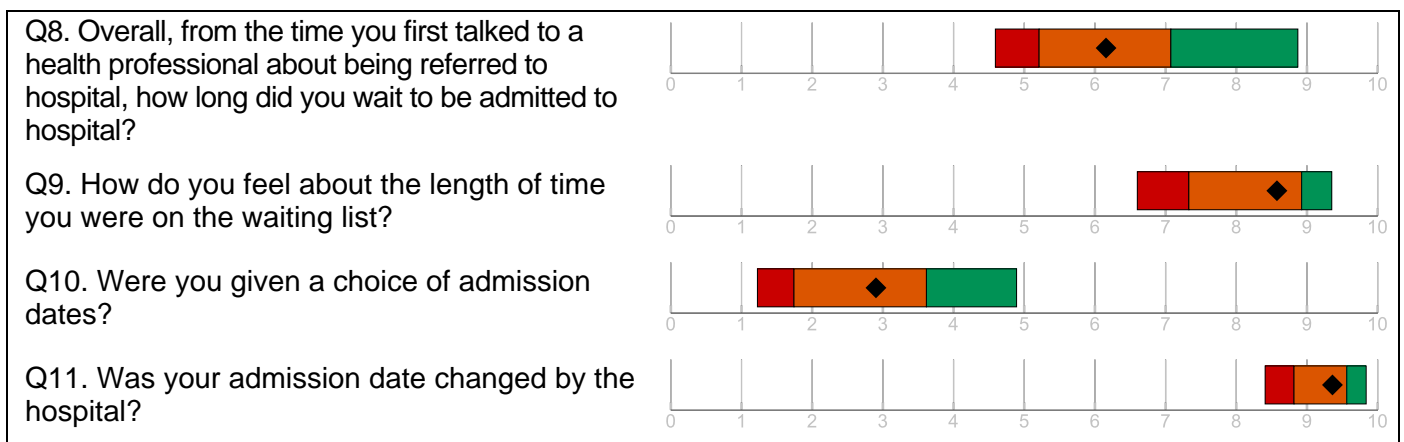 Q8. Overall, from the time you first talked to a
health professional about being referred to
hospital, how long did you wait to be admitted to
hospital?
0 1 2 3 4 5 6 7 8 9 10
Q9. How do you feel about the length of time
you were on the waiting list?
0 1 2 3 4 5 6 7 8 9 10
Q10. Were you given a choice of admission
dates?
0 1 2 3 4 5 6 7 8 9 10
Q11. Was your admission date changed by the
hospital?
0 1 2 3 4 5 6 7 8 9 10